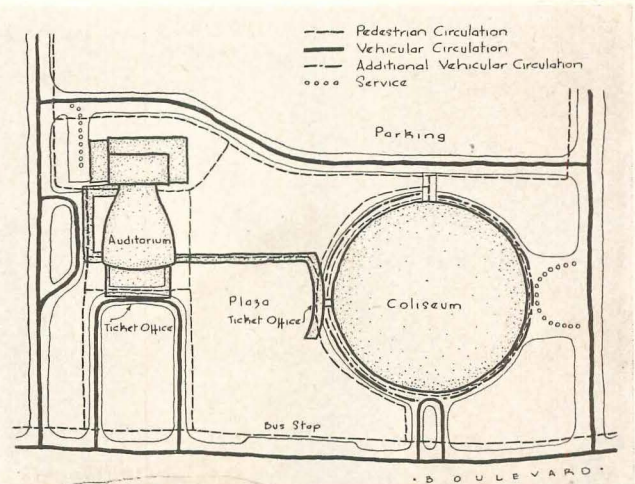 Pedestrian Circulation
Vehicular Circulation
Additional Vehicular Circulation
Service
Parking
Auditorium
Plaza
Ticket Office
Coliseum
Ticket Office
Bus Stop
• BOULEVARD •